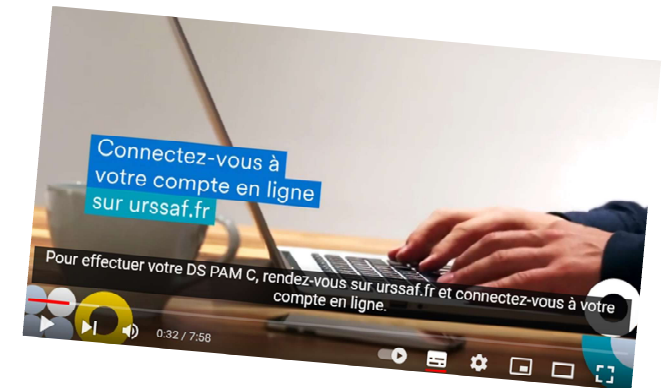 Connectez-vous à
votre compte en ligne
sur urssaf.fr
Pour effectuer votre DS PAM C, rendez-vous sur urssaf.fr et connectez-vous à votre
compte en ligne.
0:32 / 7:58